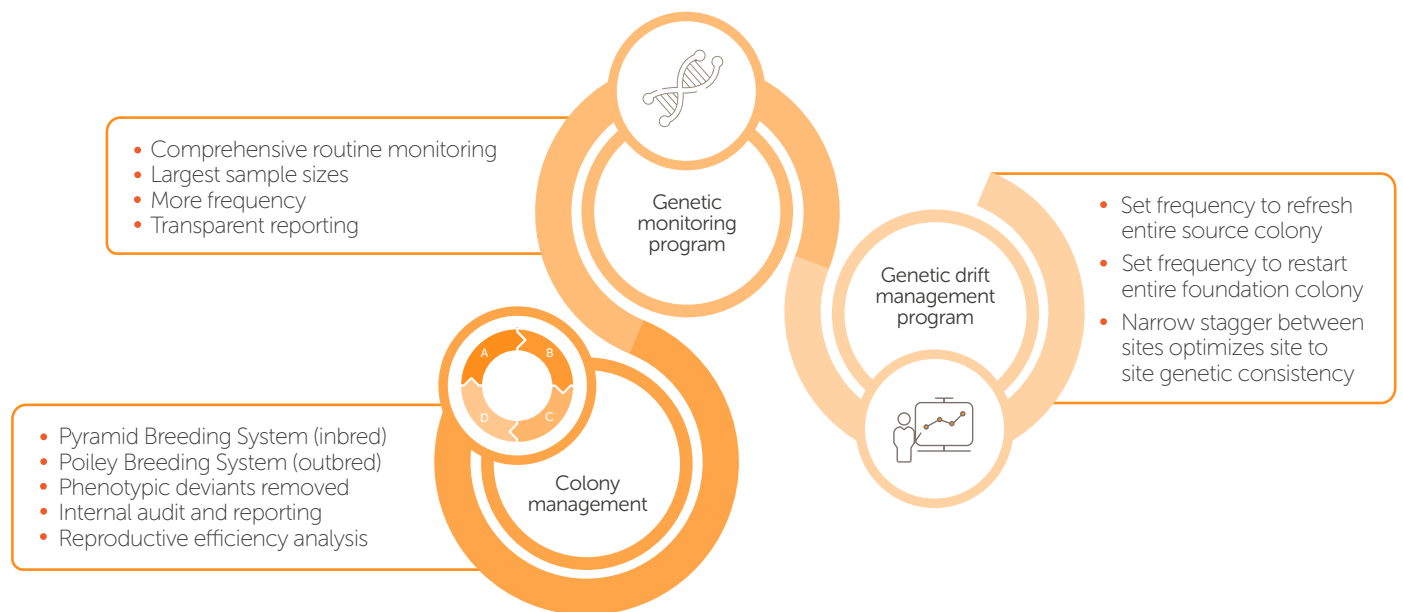 • Comprehensive routine monitoring
• Largest sample sizes
• More frequency
• Transparent reporting
Genetic
monitoring
program
Genetic drift
management
program
• Set frequency to refresh
entire source colony
• Set frequency to restart
entire foundation colony
• Narrow stagger between
sites optimizes site to
site genetic consistency
A
B
D
C
• Pyramid Breeding System (inbred)
• Poiley Breeding System (outbred)
• Phenotypic deviants removed
• Internal audit and reporting
• Reproductive efficiency analysis
Colony
management